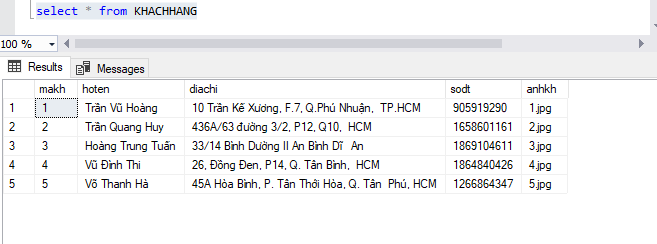 select * from KHACHHANG
100 %
Results Messages
makh hoten diachi sodt anhkh
1 1 Trần Vũ Hoàng 10 Trần Kế Xương, F.7, Q.Phú Nhuận, TP.HCM 905919290 1.jpg
2 2 Trần Quang Huy 436A/63 đường 3/2, P12, Q10, HCM 1658601161 2.jpg
3 3 Hoàng Trung Tuấn 33/14 Bình Dường II An Bình Dĩ An 1869104611 3.jpg
4 4 Vũ Đình Thi 26, Đồng Đen, P14, Q. Tân Bình, HCM 1864840426 4.jpg
5 5 Võ Thanh Hà 45A Hòa Bình, P. Tân Thới Hòa, Q. Tân Phú, HCM 1266864347 5.jpg